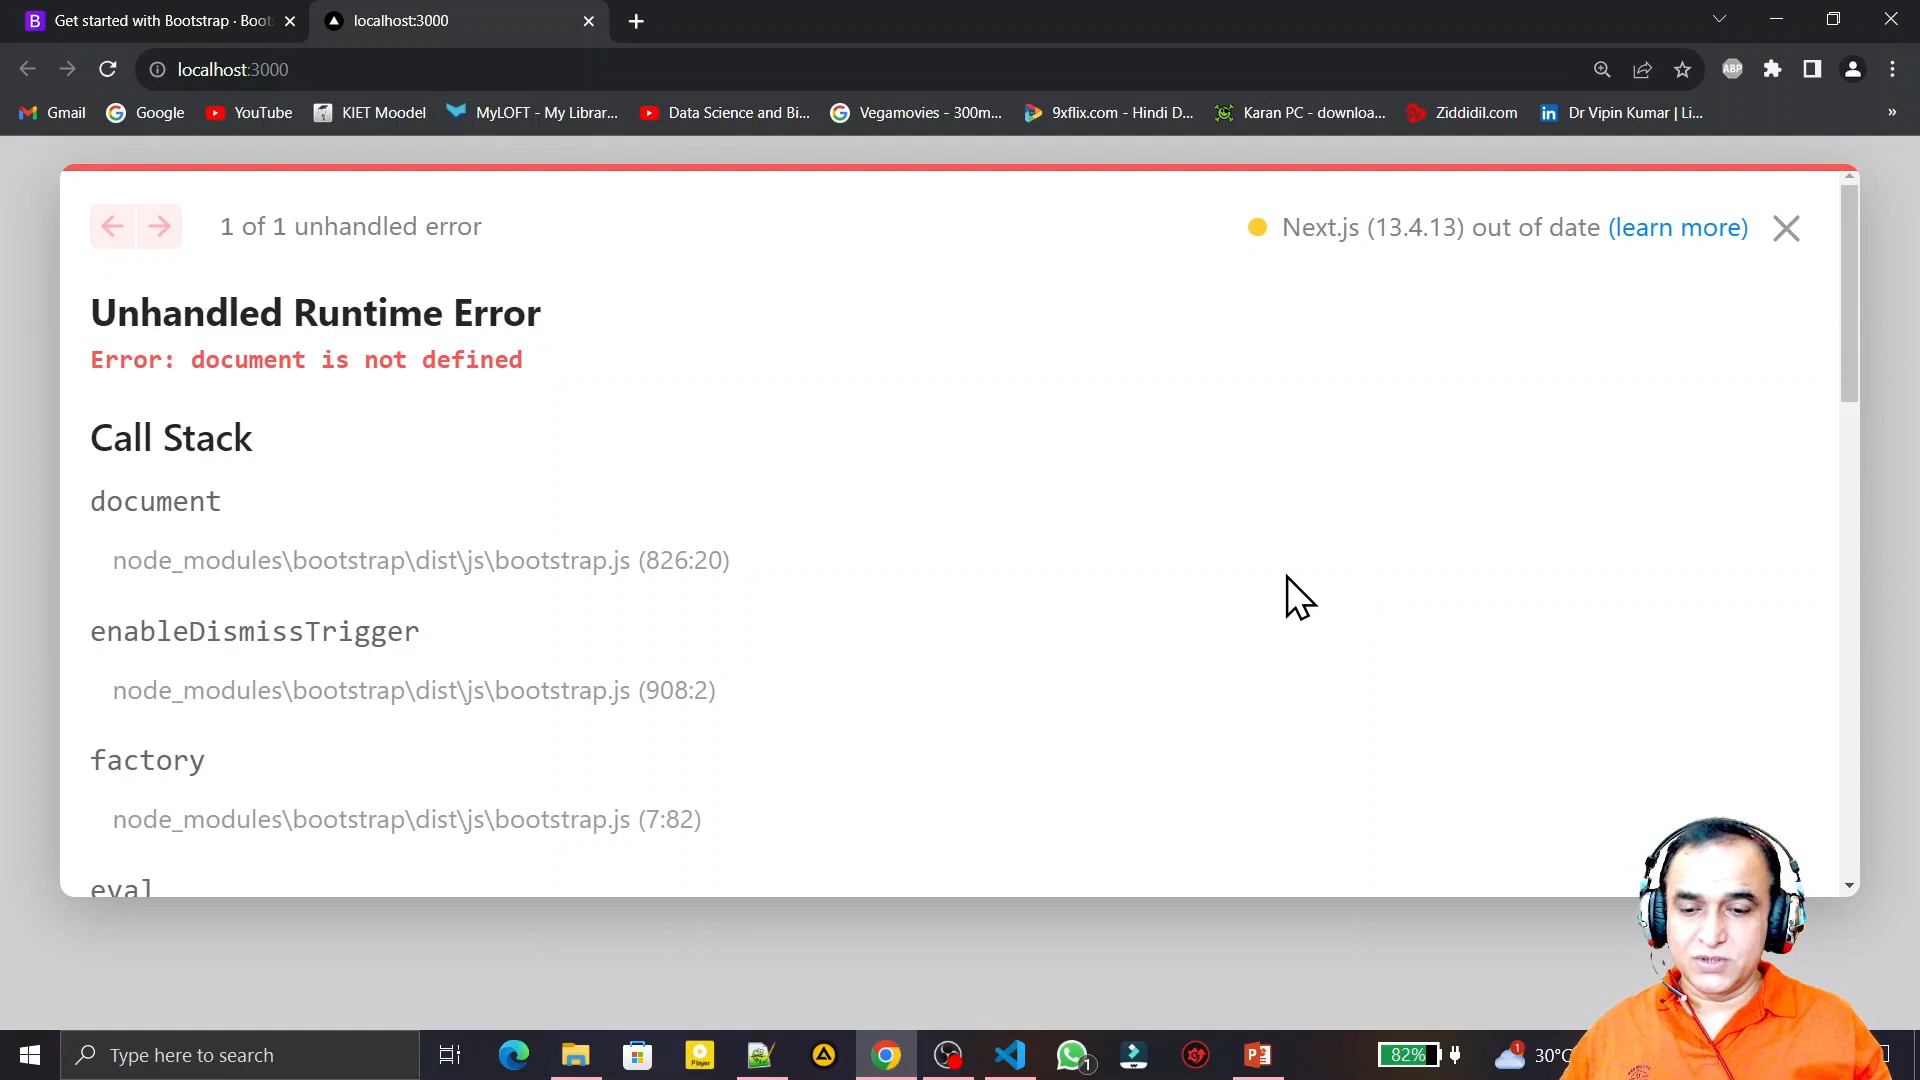 Get started with Bootstrap · Boot
localhost:3000
localhost:3000
ABP
Gmail
Google
YouTube
KIET Moodel
MyLOFT - My Librar...
Data Science and Bi...
Vegamovies - 300m...
9xflix.com - Hindi D...
Karan PC - downloa...
Ziddidil.com
Dr Vipin Kumar | Li...
»
1 of 1 unhandled error
Next.js (13.4.13) out of date (learn more)
Unhandled Runtime Error
Error: document is not defined
Call Stack
document
node_modules\bootstrap\dist\js\bootstrap.js (826:20)
enableDismissTrigger
node_modules\bootstrap\dist\js\bootstrap.js (908:2)
factory
node_modules\bootstrap\dist\js\bootstrap.js (7:82)
eval
Type here to search
Player
1
82%
1
30°C